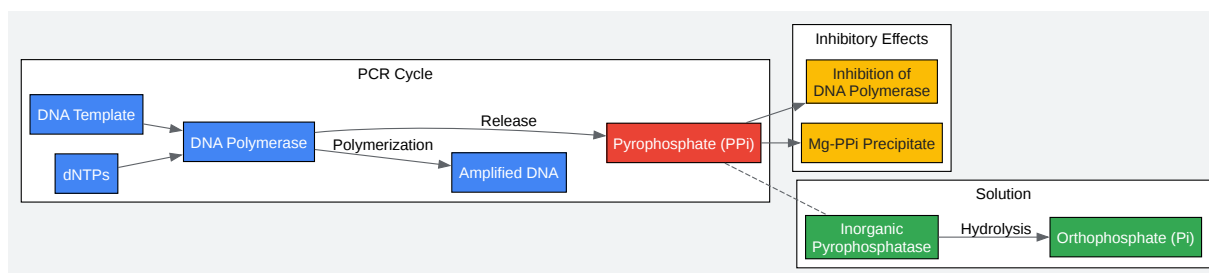 PCR Cycle
DNA Template
dNTPs
DNA Polymerase
Release
Polymerization
Amplified DNA
Pyrophosphate (PPi)
Inhibitory Effects
Inhibition of
DNA Polymerase
Mg-PPi Precipitate
Solution
Inorganic
Pyrophosphatase
Hydrolysis
Orthophosphate (Pi)